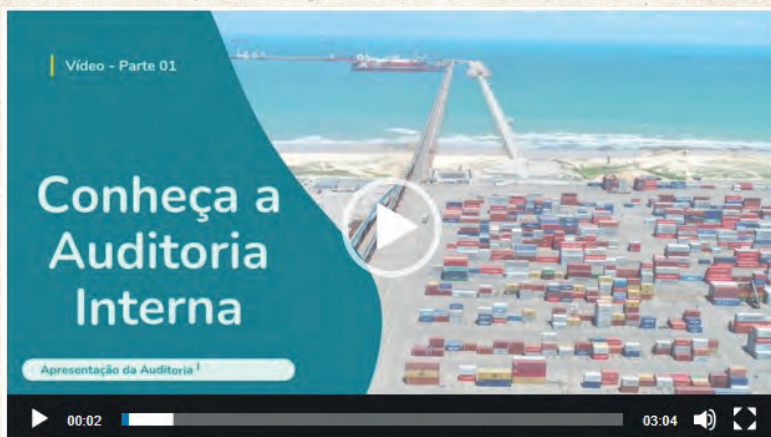 Vídeo - Parte 01
Conheça a
Auditoria
Interna
Apresentação da Auditoria I
00:02
03:04